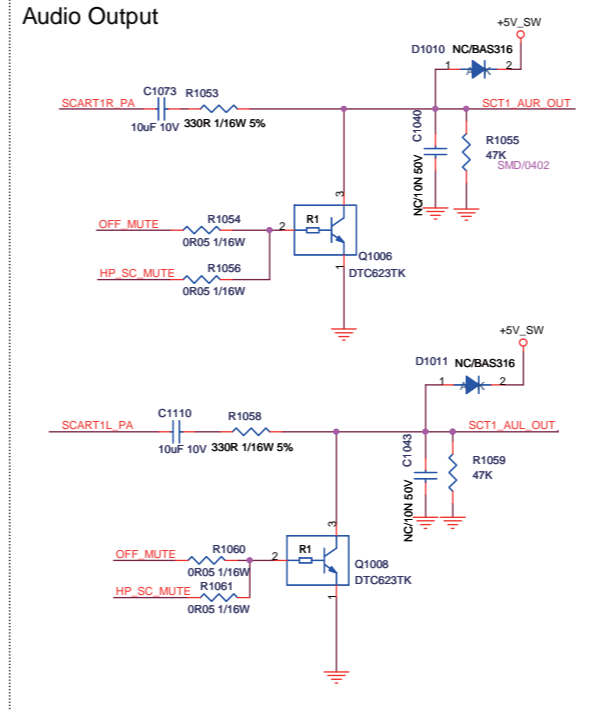 Audio Output
+5V_SW
D1010 NC/BAS316
1 2
A K
C1073 R1053
SCART1R_PA
SCT1_AUR_OUT
10uF 10V 330R 1/16W 5%
C1040
NC/10N 50V
R1055
47K
SMD/0402
3
R1
OFF_MUTE
R1054
2
0R05 1/16W
Q1006
HP_SC_MUTE
R1056
1
DTC623TK
0R05 1/16W
+5V_SW
D1011 NC/BAS316
1 2
A K
C1110 R1058
SCART1L_PA
SCT1_AUL_OUT
10uF 10V 330R 1/16W 5%
C1043
NC/10N 50V
R1059
47K
3
OFF_MUTE
R1060
2
R1
0R05 1/16W
Q1008
HP_SC_MUTE
R1061
1
DTC623TK
0R05 1/16W